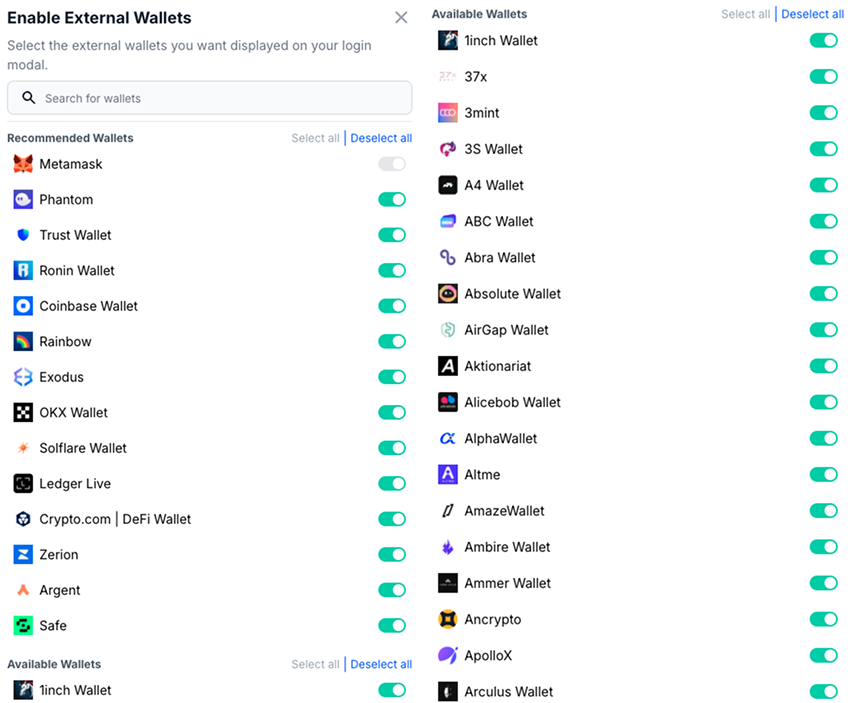 Enable External Wallets
Select the external wallets you want displayed on your login
modal.
Search for wallets
Recommended Wallets Select all Deselect all
Metamask
Phantom
Trust Wallet
Ronin Wallet
Coinbase Wallet
Rainbow
Exodus
OKX Wallet
Solflare Wallet
Ledger Live
Crypto.com | DeFi Wallet
Zerion
Argent
Safe
Available Wallets Select all Deselect all
1inch Wallet
Available Wallets Select all Deselect all
1inch Wallet
37x
3mint
3S Wallet
A4 Wallet
ABC Wallet
Abra Wallet
Absolute Wallet
AirGap Wallet
Aktionariat
Alicebob Wallet
AlphaWallet
Altme
AmazeWallet
Ambire Wallet
Ammer Wallet
Ancrypto
ApolloX
Arculus Wallet